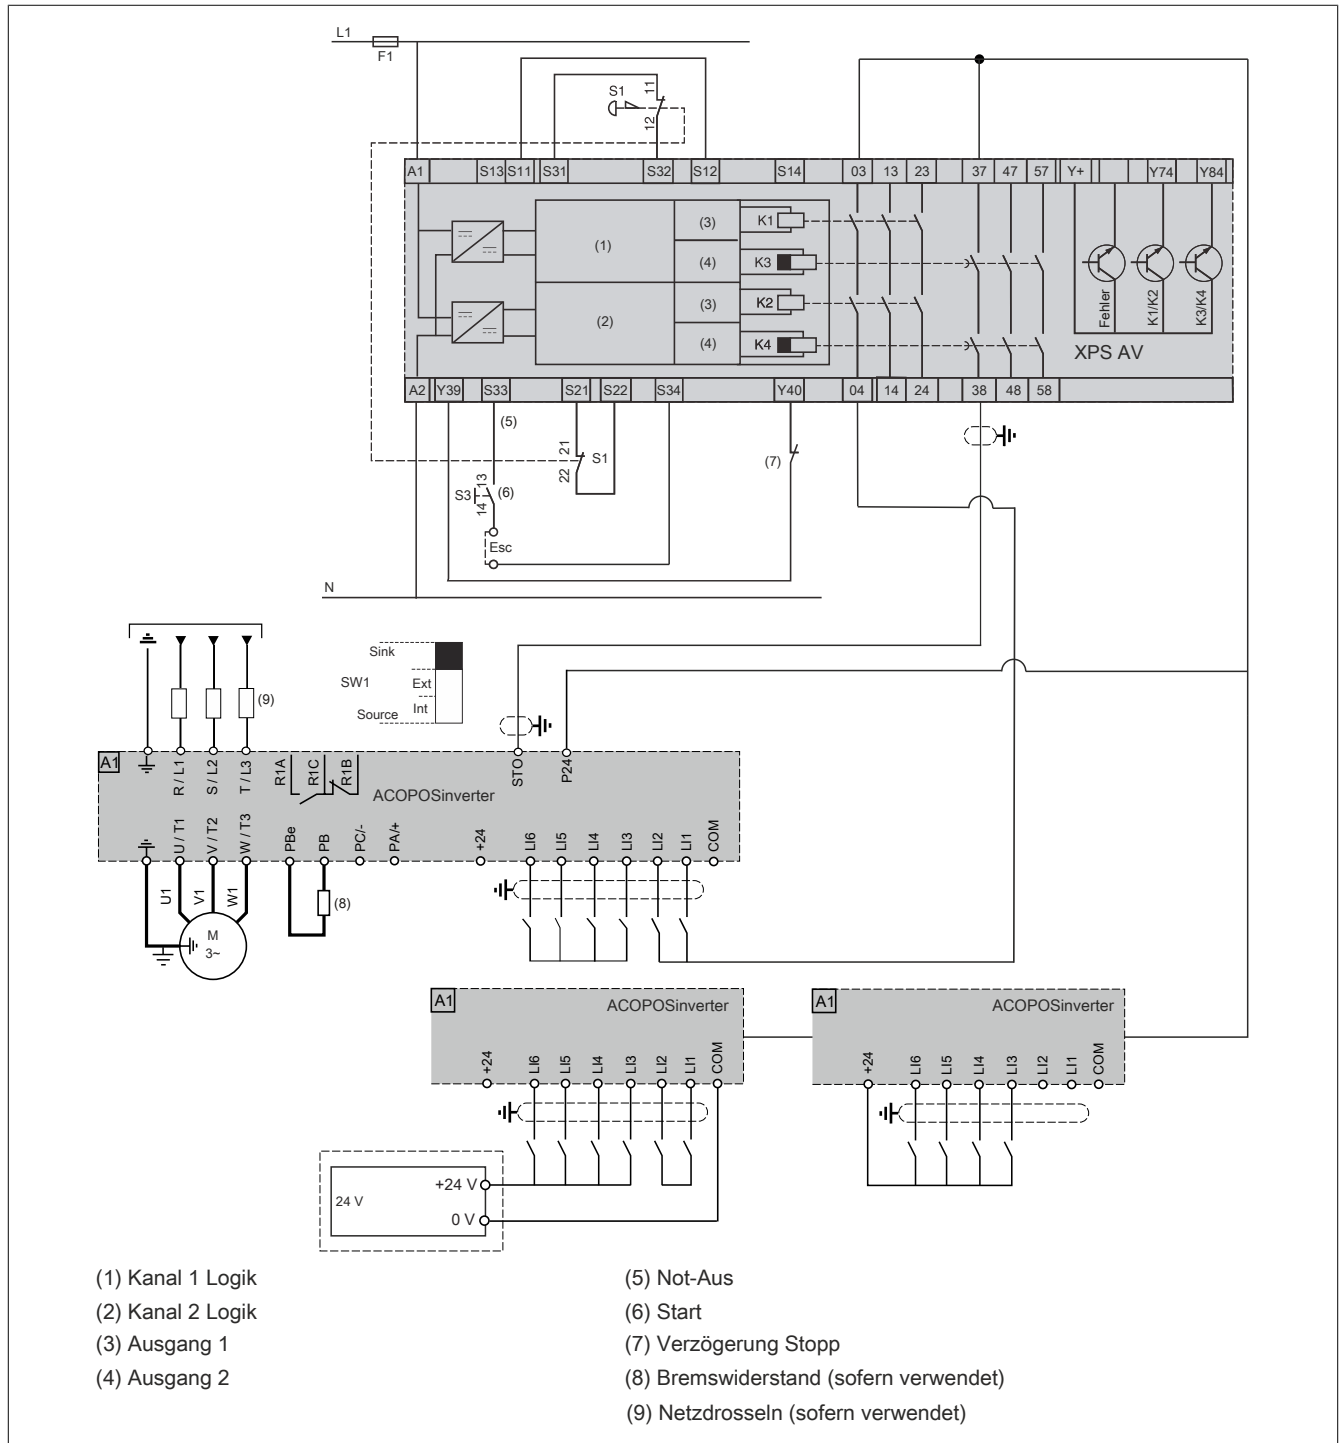 L1
F1
S1
11
12
A1
S13
S11
S31
S32
S12
S14
03
13
23
37
47
57
Y+
Y74
Y84
(1)
(3)
K1
(4)
K3
(2)
(3)
K2
(4)
K4
Fehler
K1/K2
K3/K4
XPS AV
A2
Y39
S33
S21
S22
S34
Y40
04
14
24
38
48
58
(5)
21
22
S1
(7)
S3
13
14
(6)
Esc
N
Sink
SW1
Ext
Source
Int
(9)
A1
R / L1
S / L2
T / L3
R1A
R1C
R1B
ACOPOSinverter
STO
P24
U / T1
V / T2
W / T3
PBe
PB
PC/-
PA/+
+24
LI6
LI5
LI4
LI3
LI2
LI1
COM
U1
V1
W1
M
3~
(8)
A1
ACOPOSinverter
+24
LI6
LI5
LI4
LI3
LI2
LI1
COM
A1
ACOPOSinverter
+24
LI6
LI5
LI4
LI3
LI2
LI1
COM
24 V
+24 V
0 V
(1) Kanal 1 Logik
(2) Kanal 2 Logik
(3) Ausgang 1
(4) Ausgang 2
(5) Not-Aus
(6) Start
(7) Verzögerung Stopp
(8) Bremswiderstand (sofern verwendet)
(9) Netzdrosseln (sofern verwendet)